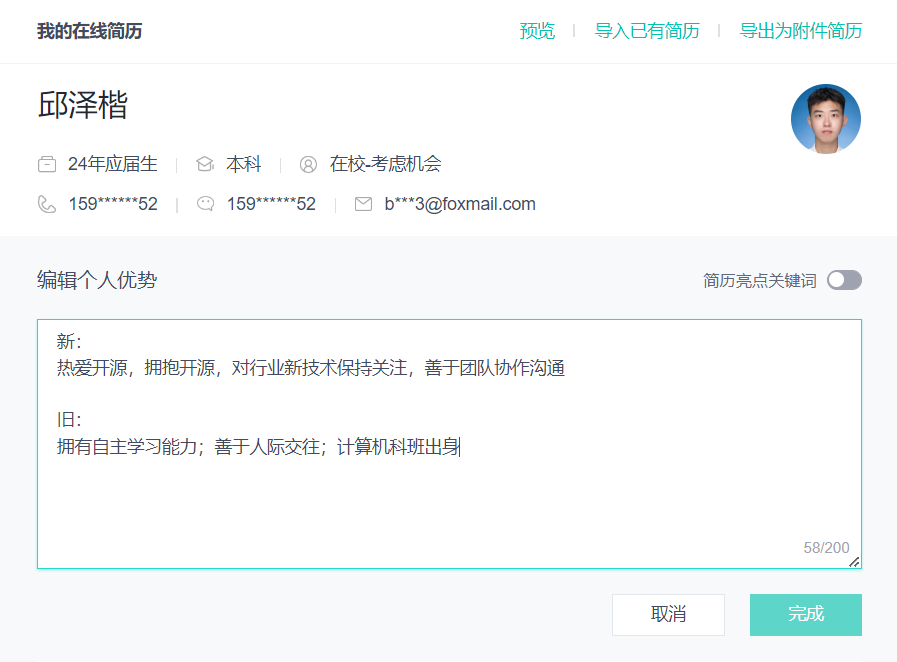 我的在线简历 预览 导入已有简历 导出为附件简历
邱泽楷
24年应届生 本科 在校-考虑机会
159******52 159******52 b***3@foxmail.com
编辑个人优势 简历亮点关键词
新：
热爱开源，拥抱开源，对行业新技术保持关注，善于团队协作沟通
旧：
拥有自主学习能力；善于人际交往；计算机科班出身
58/200
取消 完成